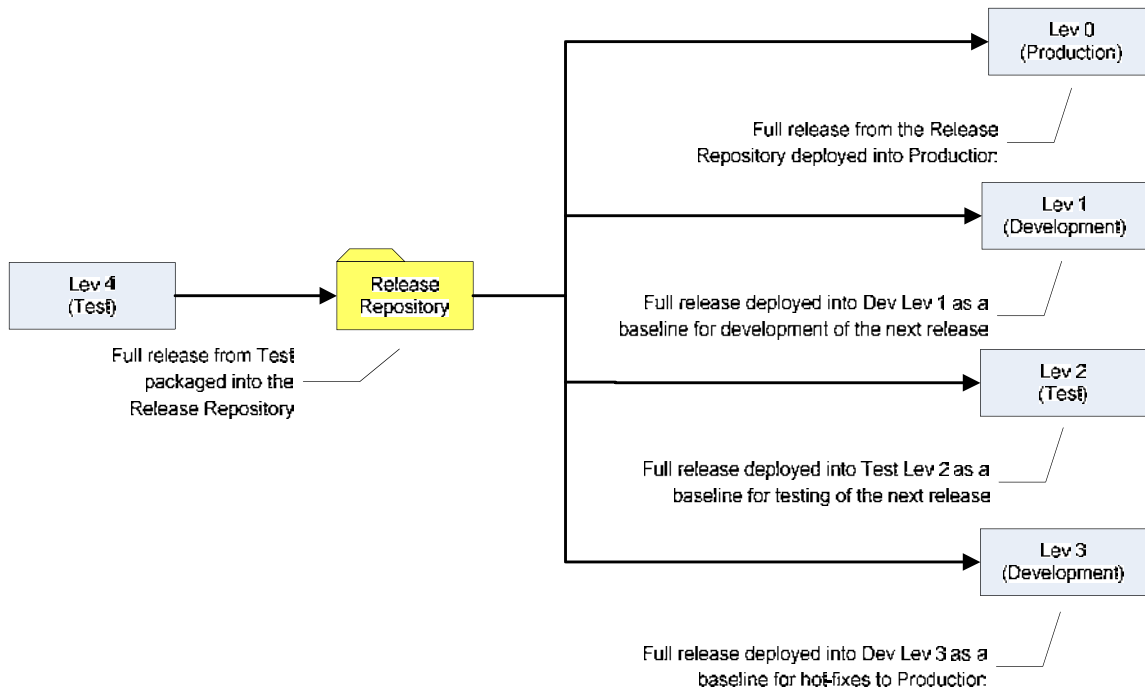 Lev 0
(Production)
Full release from the Release
Repository deployed into Production
Lev 1
(Development)
Full release deployed into Dev Lev 1 as a
baseline for development of the next release
Lev 4
(Test)
Release
Repository
Full release from Test
packaged into the
Release Repository
Lev 2
(Test)
Full release deployed into Test Lev 2 as a
baseline for testing of the next release
Lev 3
(Development)
Full release deployed into Dev Lev 3 as a
baseline for hot-fixes to Production